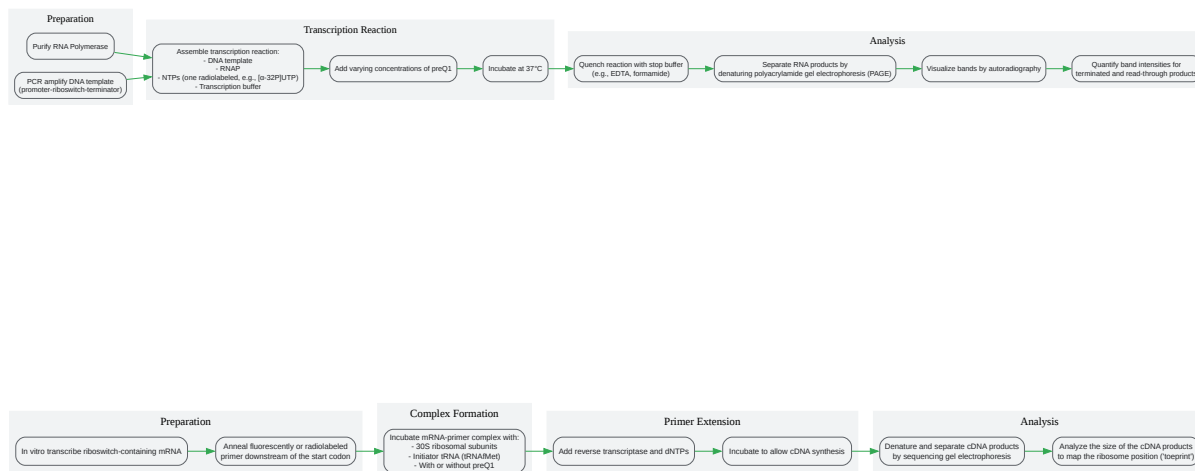 Preparation
Purify RNA Polymerase
PCR amplify DNA template
(promoter-riboswitch-terminator)
Transcription Reaction
Assemble transcription reaction:
- DNA template
- RNAP
- NTPs (one radiolabeled, e.g., [α-32P]UTP)
- Transcription buffer
Add varying concentrations of preQ1
Incubate at 37°C
Analysis
Quench reaction with stop buffer
(e.g., EDTA, formamide)
Separate RNA products by
denaturing polyacrylamide gel electrophoresis (PAGE)
Visualize bands by autoradiography
Quantify band intensities for
terminated and read-through products
Preparation
In vitro transcribe riboswitch-containing mRNA
Anneal fluorescently or radiolabeled
primer downstream of the start codon
Complex Formation
Incubate mRNA-primer complex with:
- 30S ribosomal subunits
- Initiator tRNA (tRNAfMet)
- With or without preQ1
Primer Extension
Add reverse transcriptase and dNTPs
Incubate to allow cDNA synthesis
Analysis
Denature and separate cDNA products
by sequencing gel electrophoresis
Analyze the size of the cDNA products
to map the ribosome position ('toeprint')